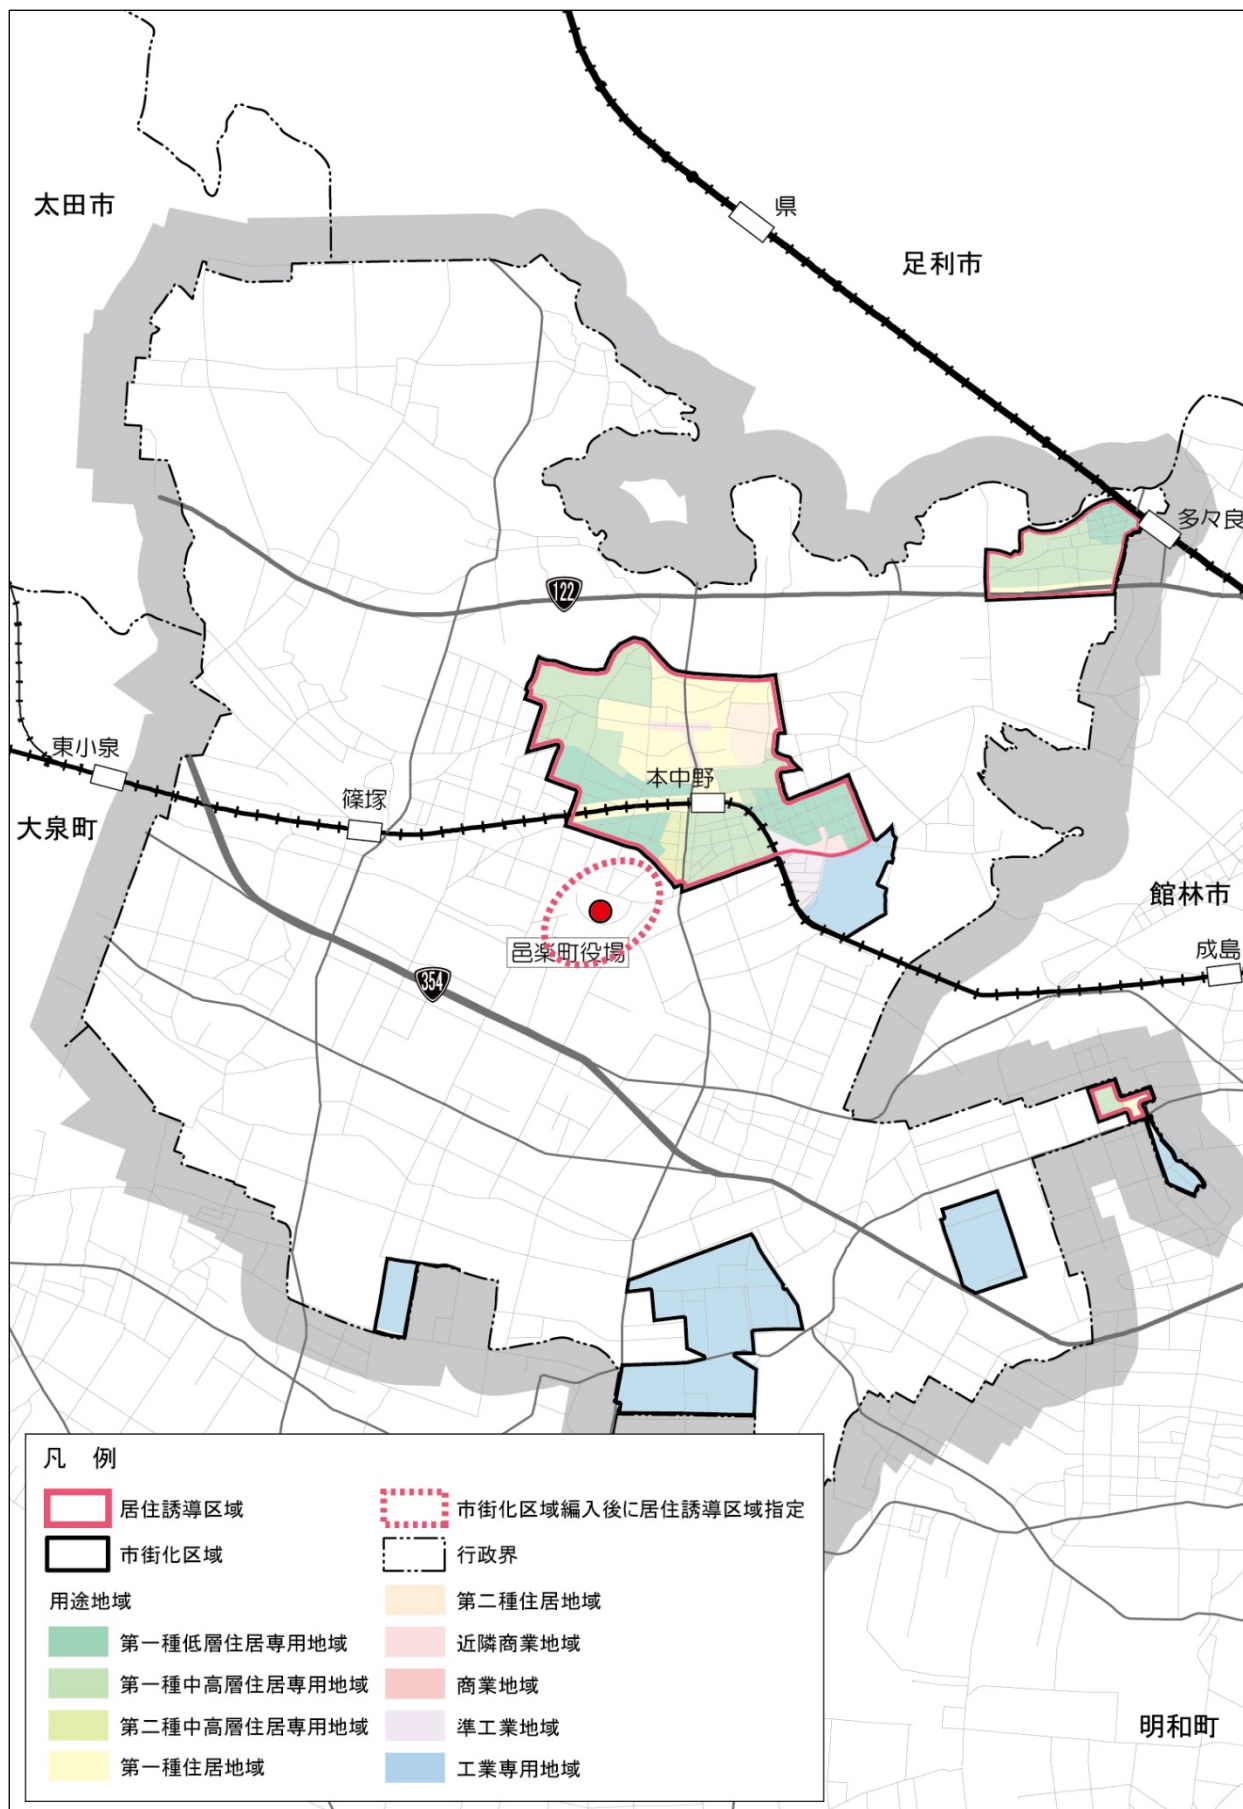 太田市
県
足利市
多々良
122
東小泉
本中野
篠塚
大泉町
館林市
邑楽町役場
成島
354
凡 例
居住誘導区域
市街化区域編入後に居住誘導区域指定
市街化区域
行政界
用途地域
第二種住居地域
第一種低層住居専用地域
近隣商業地域
第一種中高層住居専用地域
商業地域
第二種中高層住居専用地域
準工業地域
第一種住居地域
工業専用地域
明和町